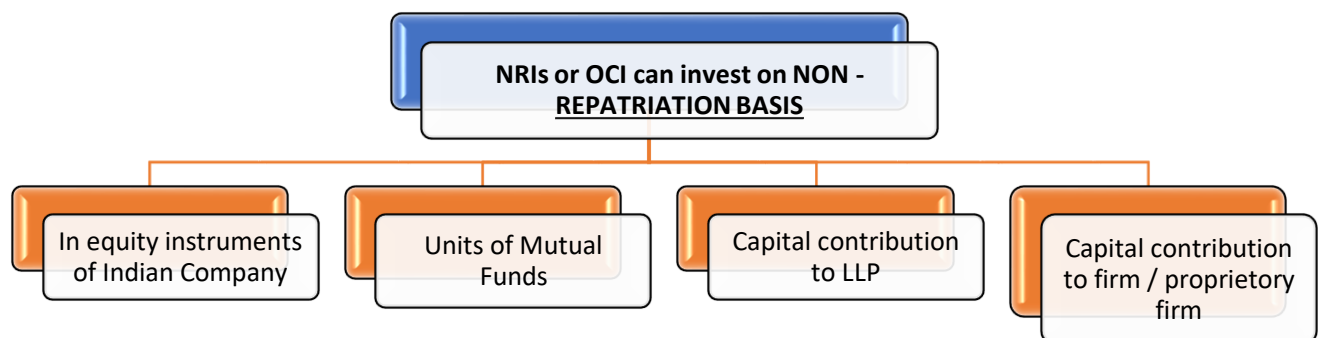 NRIs or OCI can invest on NON -
REPATRIATION BASIS
In equity instruments
of Indian Company
Units of Mutual
Funds
Capital contribution
to LLP
Capital contribution
to firm / proprietory
firm